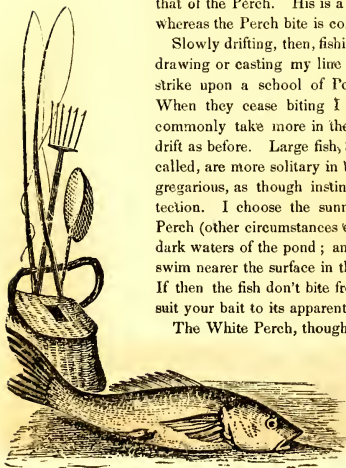 that of the Perch. His is a
whereas the Perch bite is co
Slowly drifting, then, fishi
drawing or casting my line
strike upon a school of Pe
When they cease biting I
commonly take more in the
drift as before. Large fish,
called, are more solitary in
gregarious, as though instin
tection. I choose the sunn
Perch (other circumstances
dark waters of the pond; an
swim nearer the surface in th
If then the fish don't bite fre
suit your bait to its apparent
The White Perch, though